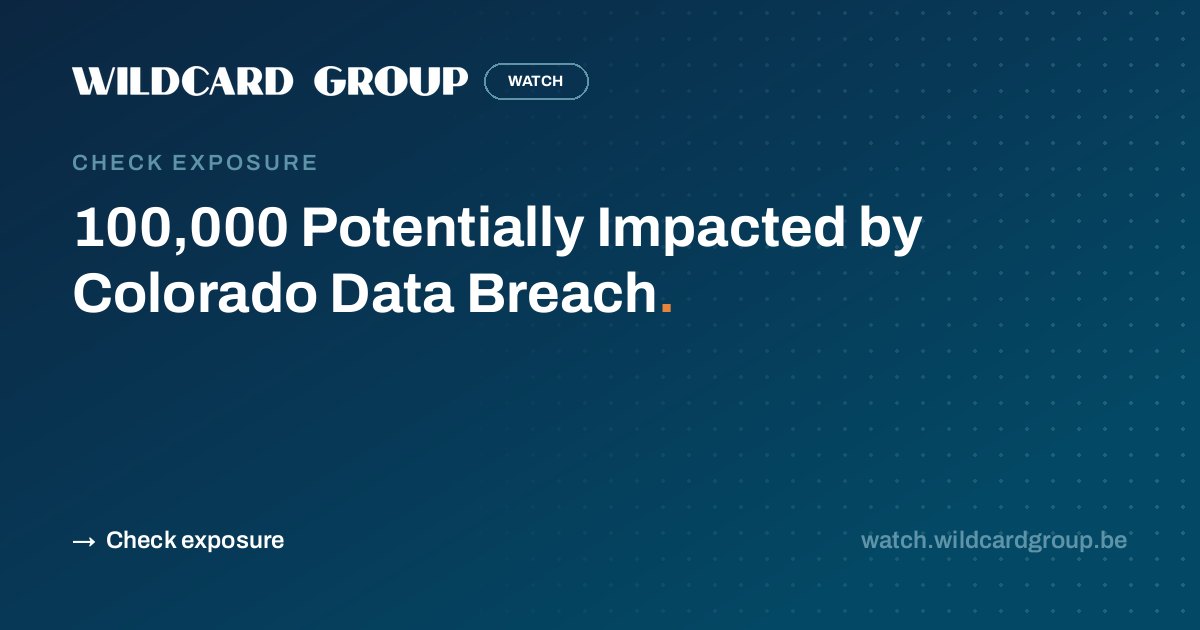 WILDCARD GROUP WATCH
CHECK EXPOSURE
100,000 Potentially Impacted by
Colorado Data Breach.
→ Check exposure
watch.wildcardgroup.be